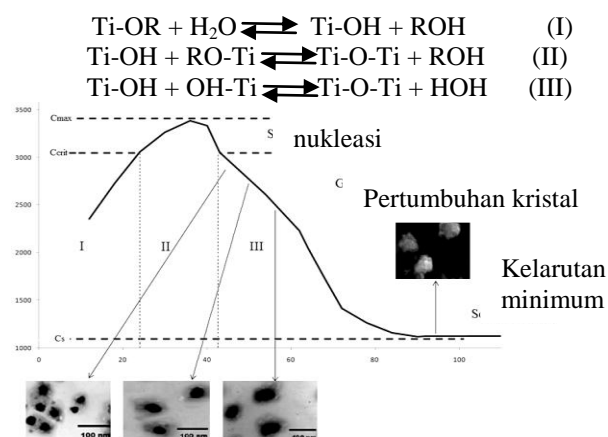 Ti-OR + H₂O ⇌ Ti-OH + ROH (I)
Ti-OH + RO-Ti ⇌ Ti-O-Ti + ROH (II)
Ti-OH + OH-Ti ⇌ Ti-O-Ti + HOH (III)
3500
Cmax
S nukleasi
Ccrit
3000
G
2500
Pertumbuhan kristal
2000
I II III
Kelarutan
minimum
1500
Cs
1000
0 20 40 60 80 100
100 nm
100 nm